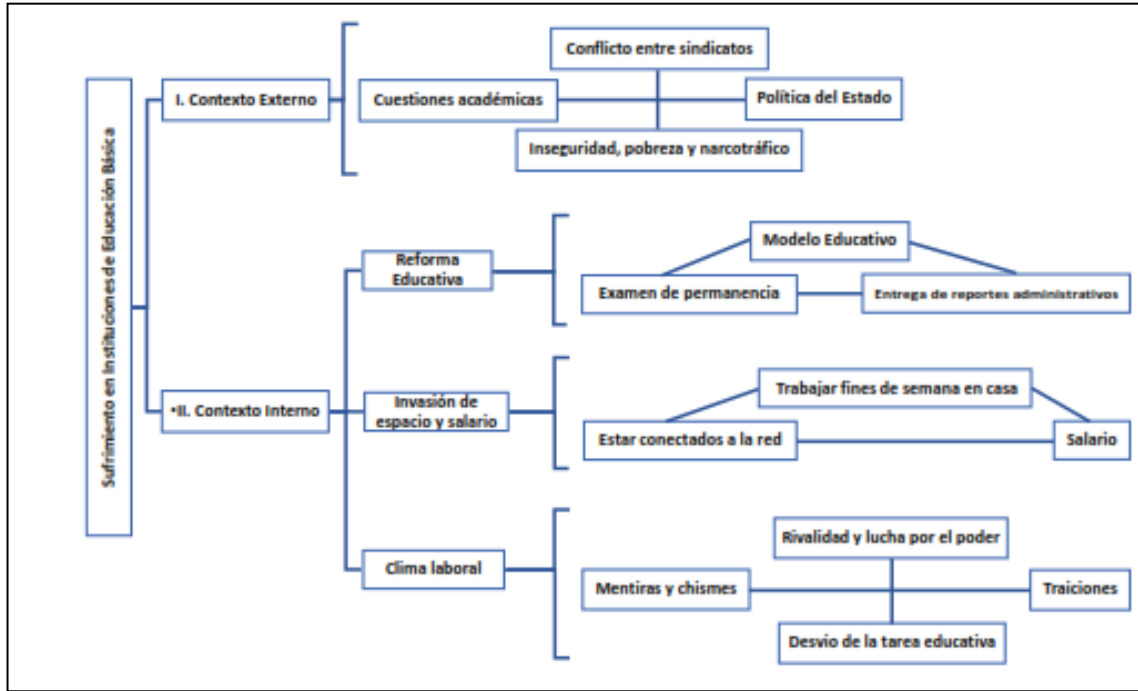 Sufrimiento en Instituciones de Educación Básica
I. Contexto Externo
Conflicto entre sindicatos
Cuestiones académicas
Política del Estado
Inseguridad, pobreza y narcotráfico
•II. Contexto Interno
Reforma
Educativa
Modelo Educativo
Examen de permanencia
Entrega de reportes administrativos
Invasión de
espacio y salario
Trabajar fines de semana en casa
Estar conectados a la red
Salario
Clima laboral
Rivalidad y lucha por el poder
Mentiras y chismes
Traiciones
Desvio de la tarea educativa